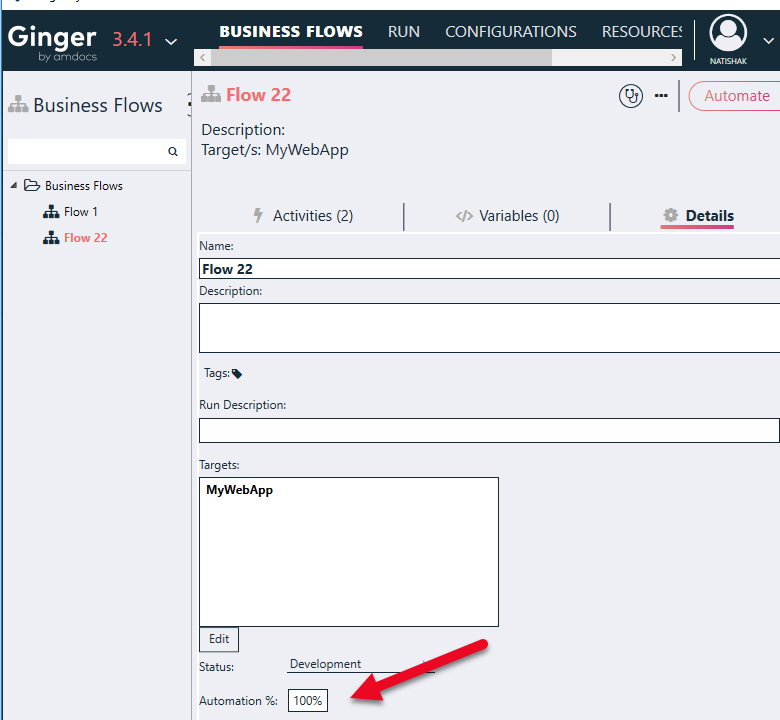 Ginger 3.4.1
by amdocs
BUSINESS FLOWS RUN CONFIGURATIONS RESOURCES
NATISHAK
Business Flows
Business Flows
Flow 1
Flow 22
Flow 22
Automate
Description:
Target/s: MyWebApp
Activities (2) Variables (0) Details
Name:
Flow 22
Description:
Tags:
Run Description:
Targets:
MyWebApp
Edit
Status: Development
Automation %: 100%